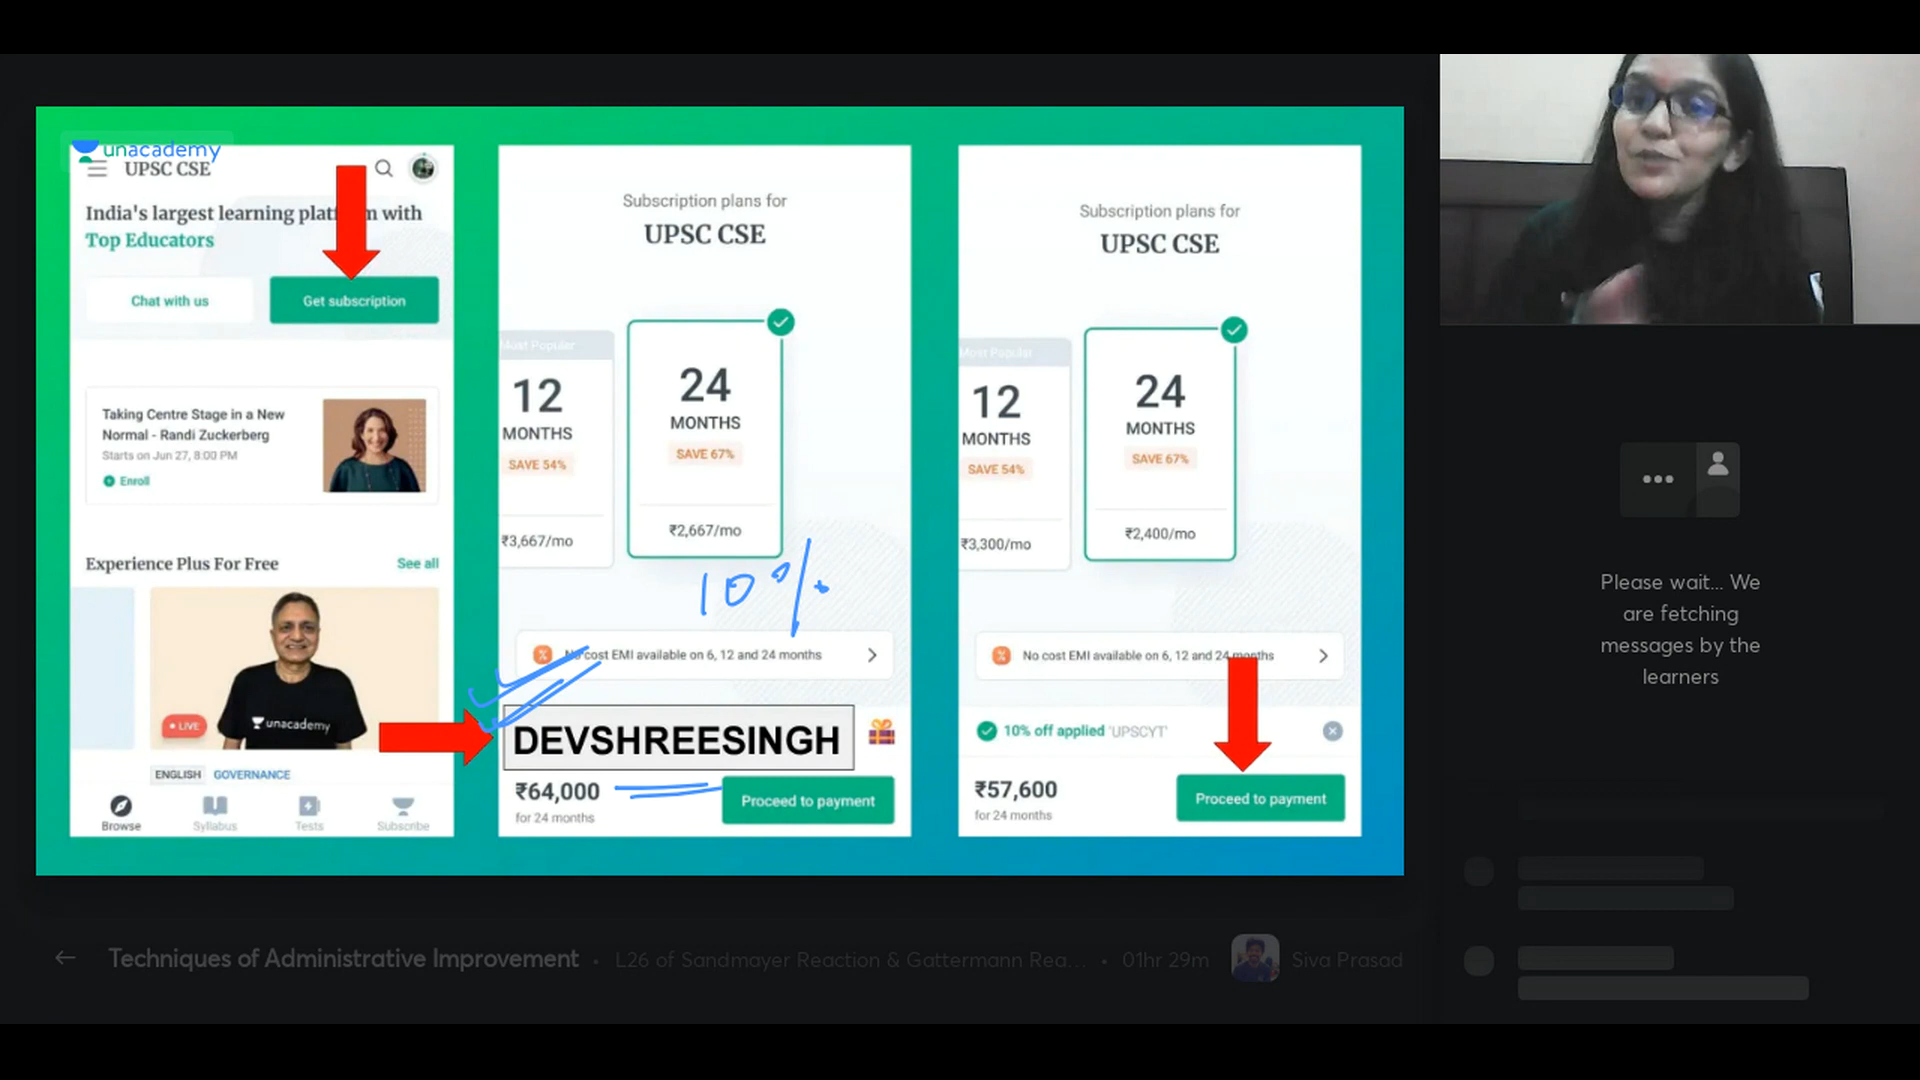 unacademy
UPSC CSE
India's largest learning platform with
Top Educators
Chat with us
Get subscription
Taking Centre Stage in a New
Normal - Randi Zuckerberg
Starts on Jun 27, 8:00 PM
Enroll
Experience Plus For Free
See all
LIVE
unacademy
ENGLISH GOVERNANCE
Browse
Syllabus
Tests
Subscribe
Subscription plans for
UPSC CSE
Most Popular
12
MONTHS
SAVE 54%
₹3,667/mo
24
MONTHS
SAVE 67%
₹2,667/mo
10%
No cost EMI available on 6, 12 and 24 months
DEVSHREESINGH
₹64,000
for 24 months
Proceed to payment
Subscription plans for
UPSC CSE
Most Popular
12
MONTHS
SAVE 54%
₹3,300/mo
24
MONTHS
SAVE 67%
₹2,400/mo
No cost EMI available on 6, 12 and 24 months
10% off applied 'UPSCYT'
₹57,600
for 24 months
Proceed to payment
Please wait... We
are fetching
messages by the
learners
Techniques of Administrative Improvement • L26 of Sandmayer Reaction & Gattermann Rea... • 01hr 29m Siva Prasad